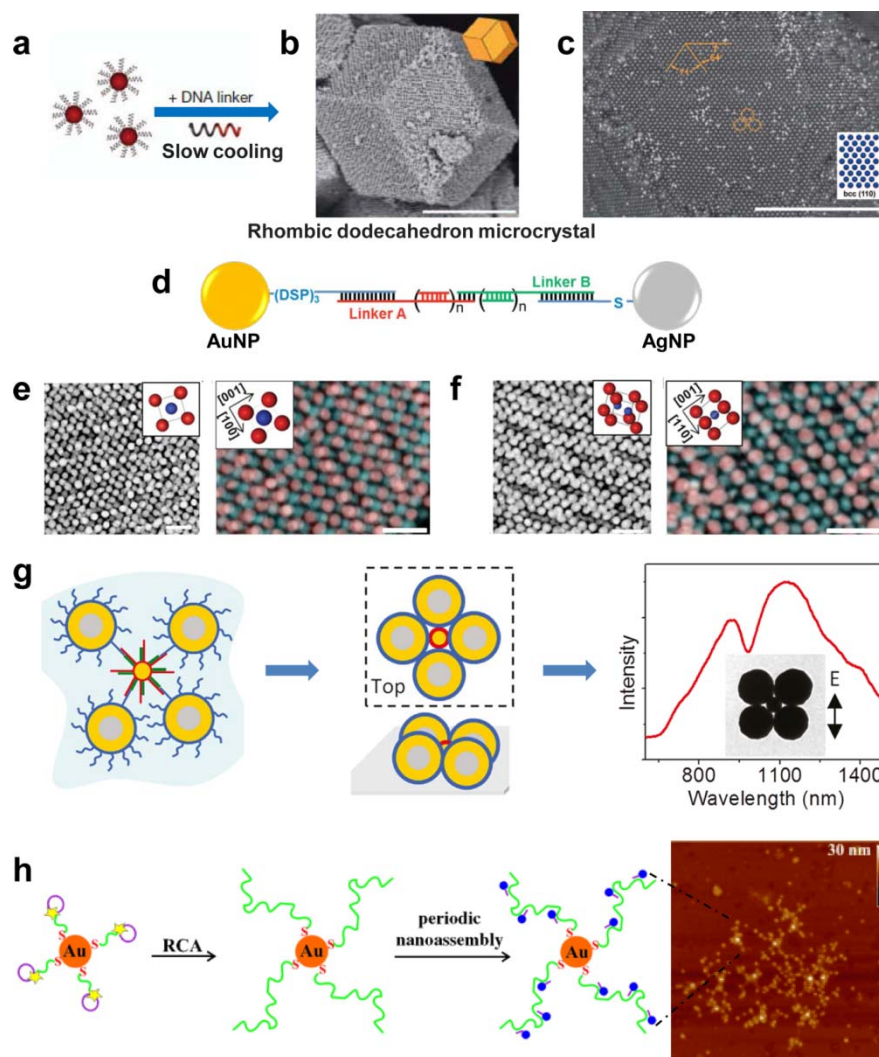 a
+ DNA linker
Slow cooling
b
c
bcc (110)
Rhombic dodecahedron microcrystal
d
(DSP)3
Linker A
n
Linker B
n
S
AuNP
AgNP
e
[001]
[100]
f
[001]
[110]
g
Top
Intensity
E
800
1100
1400
Wavelength (nm)
h
S
S
Au
S
S
RCA
S
S
Au
S
S
periodic
nanoassembly
S
S
Au
S
S
30 nm